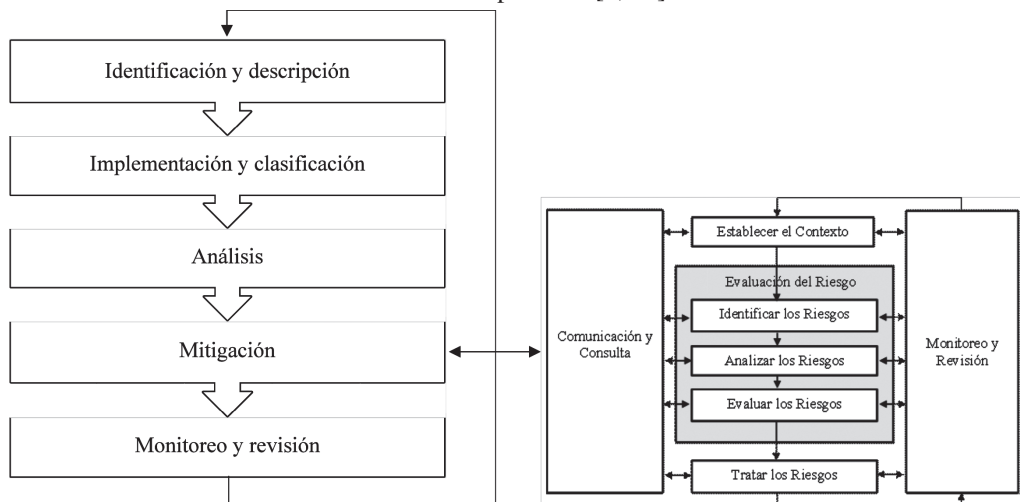 Identificación y descripción
Implementación y clasificación
Análisis
Mitigación
Monitoreo y revisión
Comunicación y
Consulta
Establecer el Contexto
Evaluación del Riesgo
Identificar los Riesgos
Analizar los Riesgos
Evaluar los Riesgos
Tratar los Riesgos
Monitoreo y
Revisión